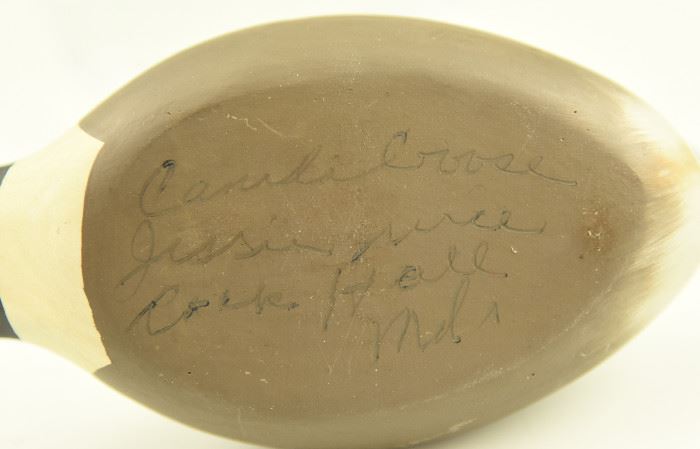 Canada Goose
Jessie Urie
Rock Hall
Md.